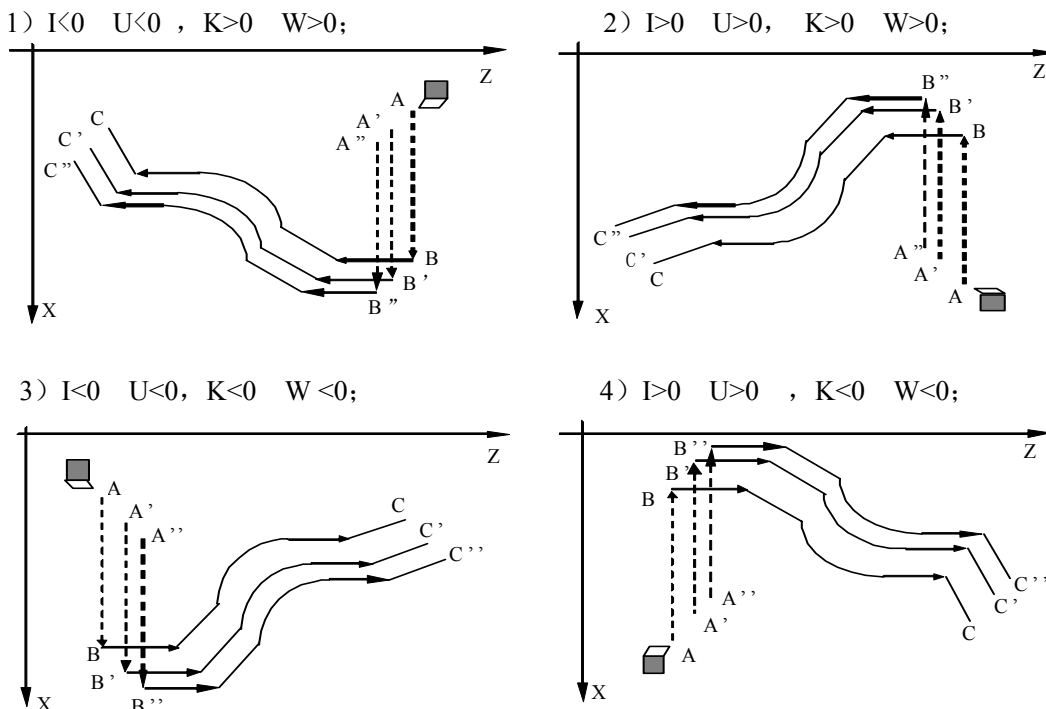 1）I<0 U<0 ，K>0 W>0；
Z
A
A'
A"
C
C'
C"
B
B'
B"
X
2）I>0 U>0， K>0 W>0；
Z
B"
B'
B
C"
C'
C
A"
A'
A
X
3）I<0 U<0，K<0 W <0；
Z
A
A'
A''
C
C'
C''
B
B'
B''
X
4）I>0 U>0 ，K<0 W<0；
Z
B''
B'
B
A''
A'
A
C''
C'
C
X